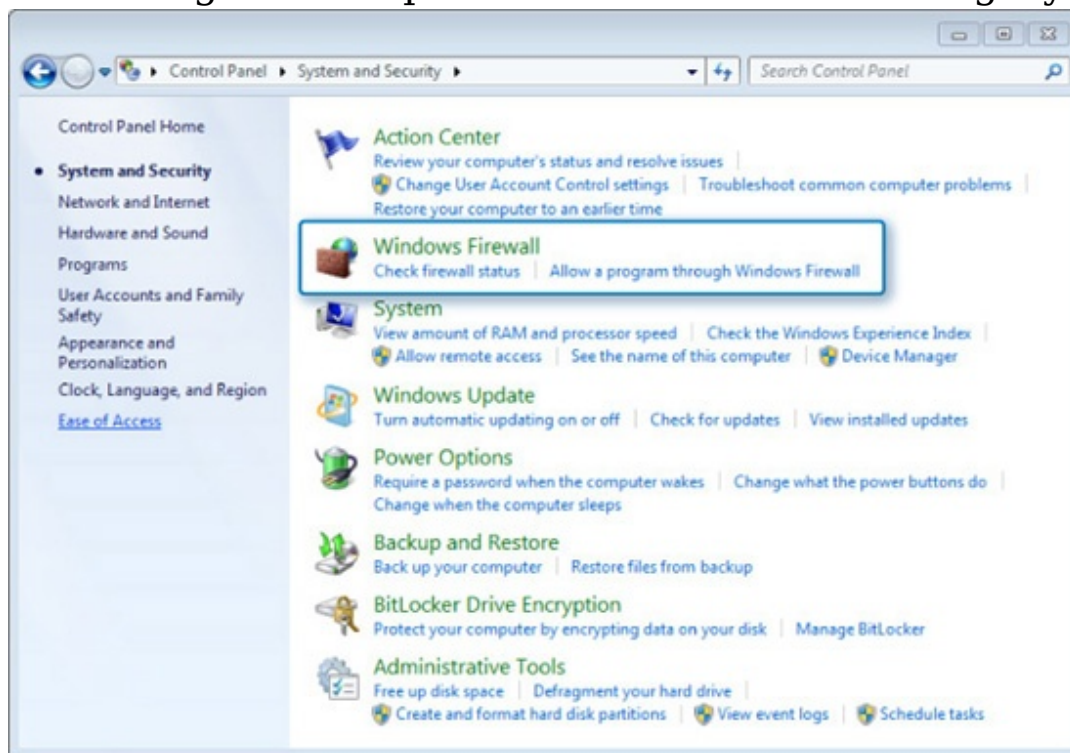 Control Panel ▸ System and Security ▸
Search Control Panel
Control Panel Home
System and Security
Network and Internet
Hardware and Sound
Programs
User Accounts and Family
Safety
Appearance and
Personalization
Clock, Language, and Region
Ease of Access
Action Center
Review your computer's status and resolve issues
Change User Account Control settings | Troubleshoot common computer problems
Restore your computer to an earlier time
Windows Firewall
Check firewall status | Allow a program through Windows Firewall
System
View amount of RAM and processor speed | Check the Windows Experience Index
Allow remote access | See the name of this computer | Device Manager
Windows Update
Turn automatic updating on or off | Check for updates | View installed updates
Power Options
Require a password when the computer wakes | Change what the power buttons do
Change when the computer sleeps
Backup and Restore
Back up your computer | Restore files from backup
BitLocker Drive Encryption
Protect your computer by encrypting data on your disk | Manage BitLocker
Administrative Tools
Free up disk space | Defragment your hard drive
Create and format hard disk partitions | View event logs | Schedule tasks